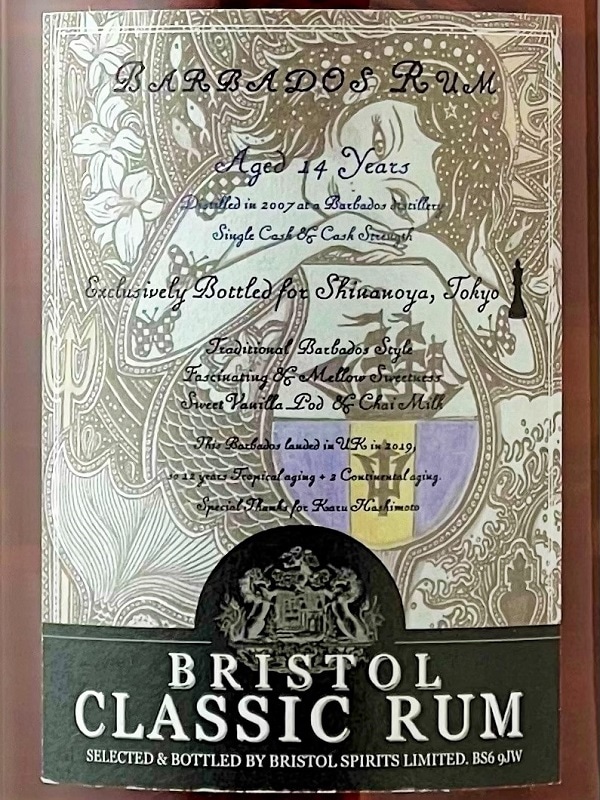 BARBADOS RUM
Aged 14 Years
Distilled in 2007 at a Barbados distillery
Single Cask & Cask Strength
Exclusively Bottled for Shinanoya, Tokyo
Traditional Barbados Style
Fascinating & Mellow Sweetness
Sweet Vanilla Pod & Chai Milk
This Barbados landed in UK in 2019,
so 12 years Tropical aging + 2 Continental aging.
Special Thanks for Kazu Hashimoto
BRISTOL
CLASSIC RUM
SELECTED & BOTTLED BY BRISTOL SPIRITS LIMITED. BS6 9JW